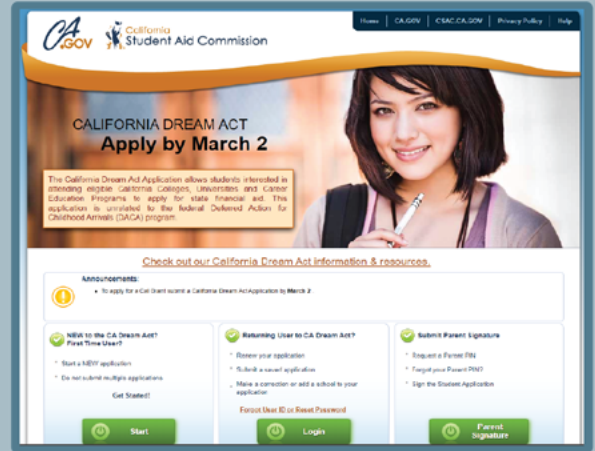 Home | CA.GOV | CSAC.CA.GOV | Privacy Policy | Help
CA.GOV
California
Student Aid Commission
CALIFORNIA DREAM ACT
Apply by March 2
The California Dream Act Application allows students interested in
attending eligible California Colleges, Universities and Career
Education Programs to apply for state financial aid. This
application is unrelated to the federal Deferred Action for
Childhood Arrivals (DACA) program.
Check out our California Dream Act information & resources.
Announcements:
• To apply for a Cal Grant submit a California Dream Act Application by March 2
NEW to the CA Dream Act?
First Time User?
* Start a NEW application
* Do not submit multiple applications
Get Started!
Start
Returning User to CA Dream Act?
* Renew your application
* Submit a saved application
* Make a correction or add a school to your
application
Forgot User ID or Reset Password
Login
Submit Parent Signature
* Request a Parent PIN
* Forgot your Parent PIN?
* Sign the Student Application
Parent
Signature